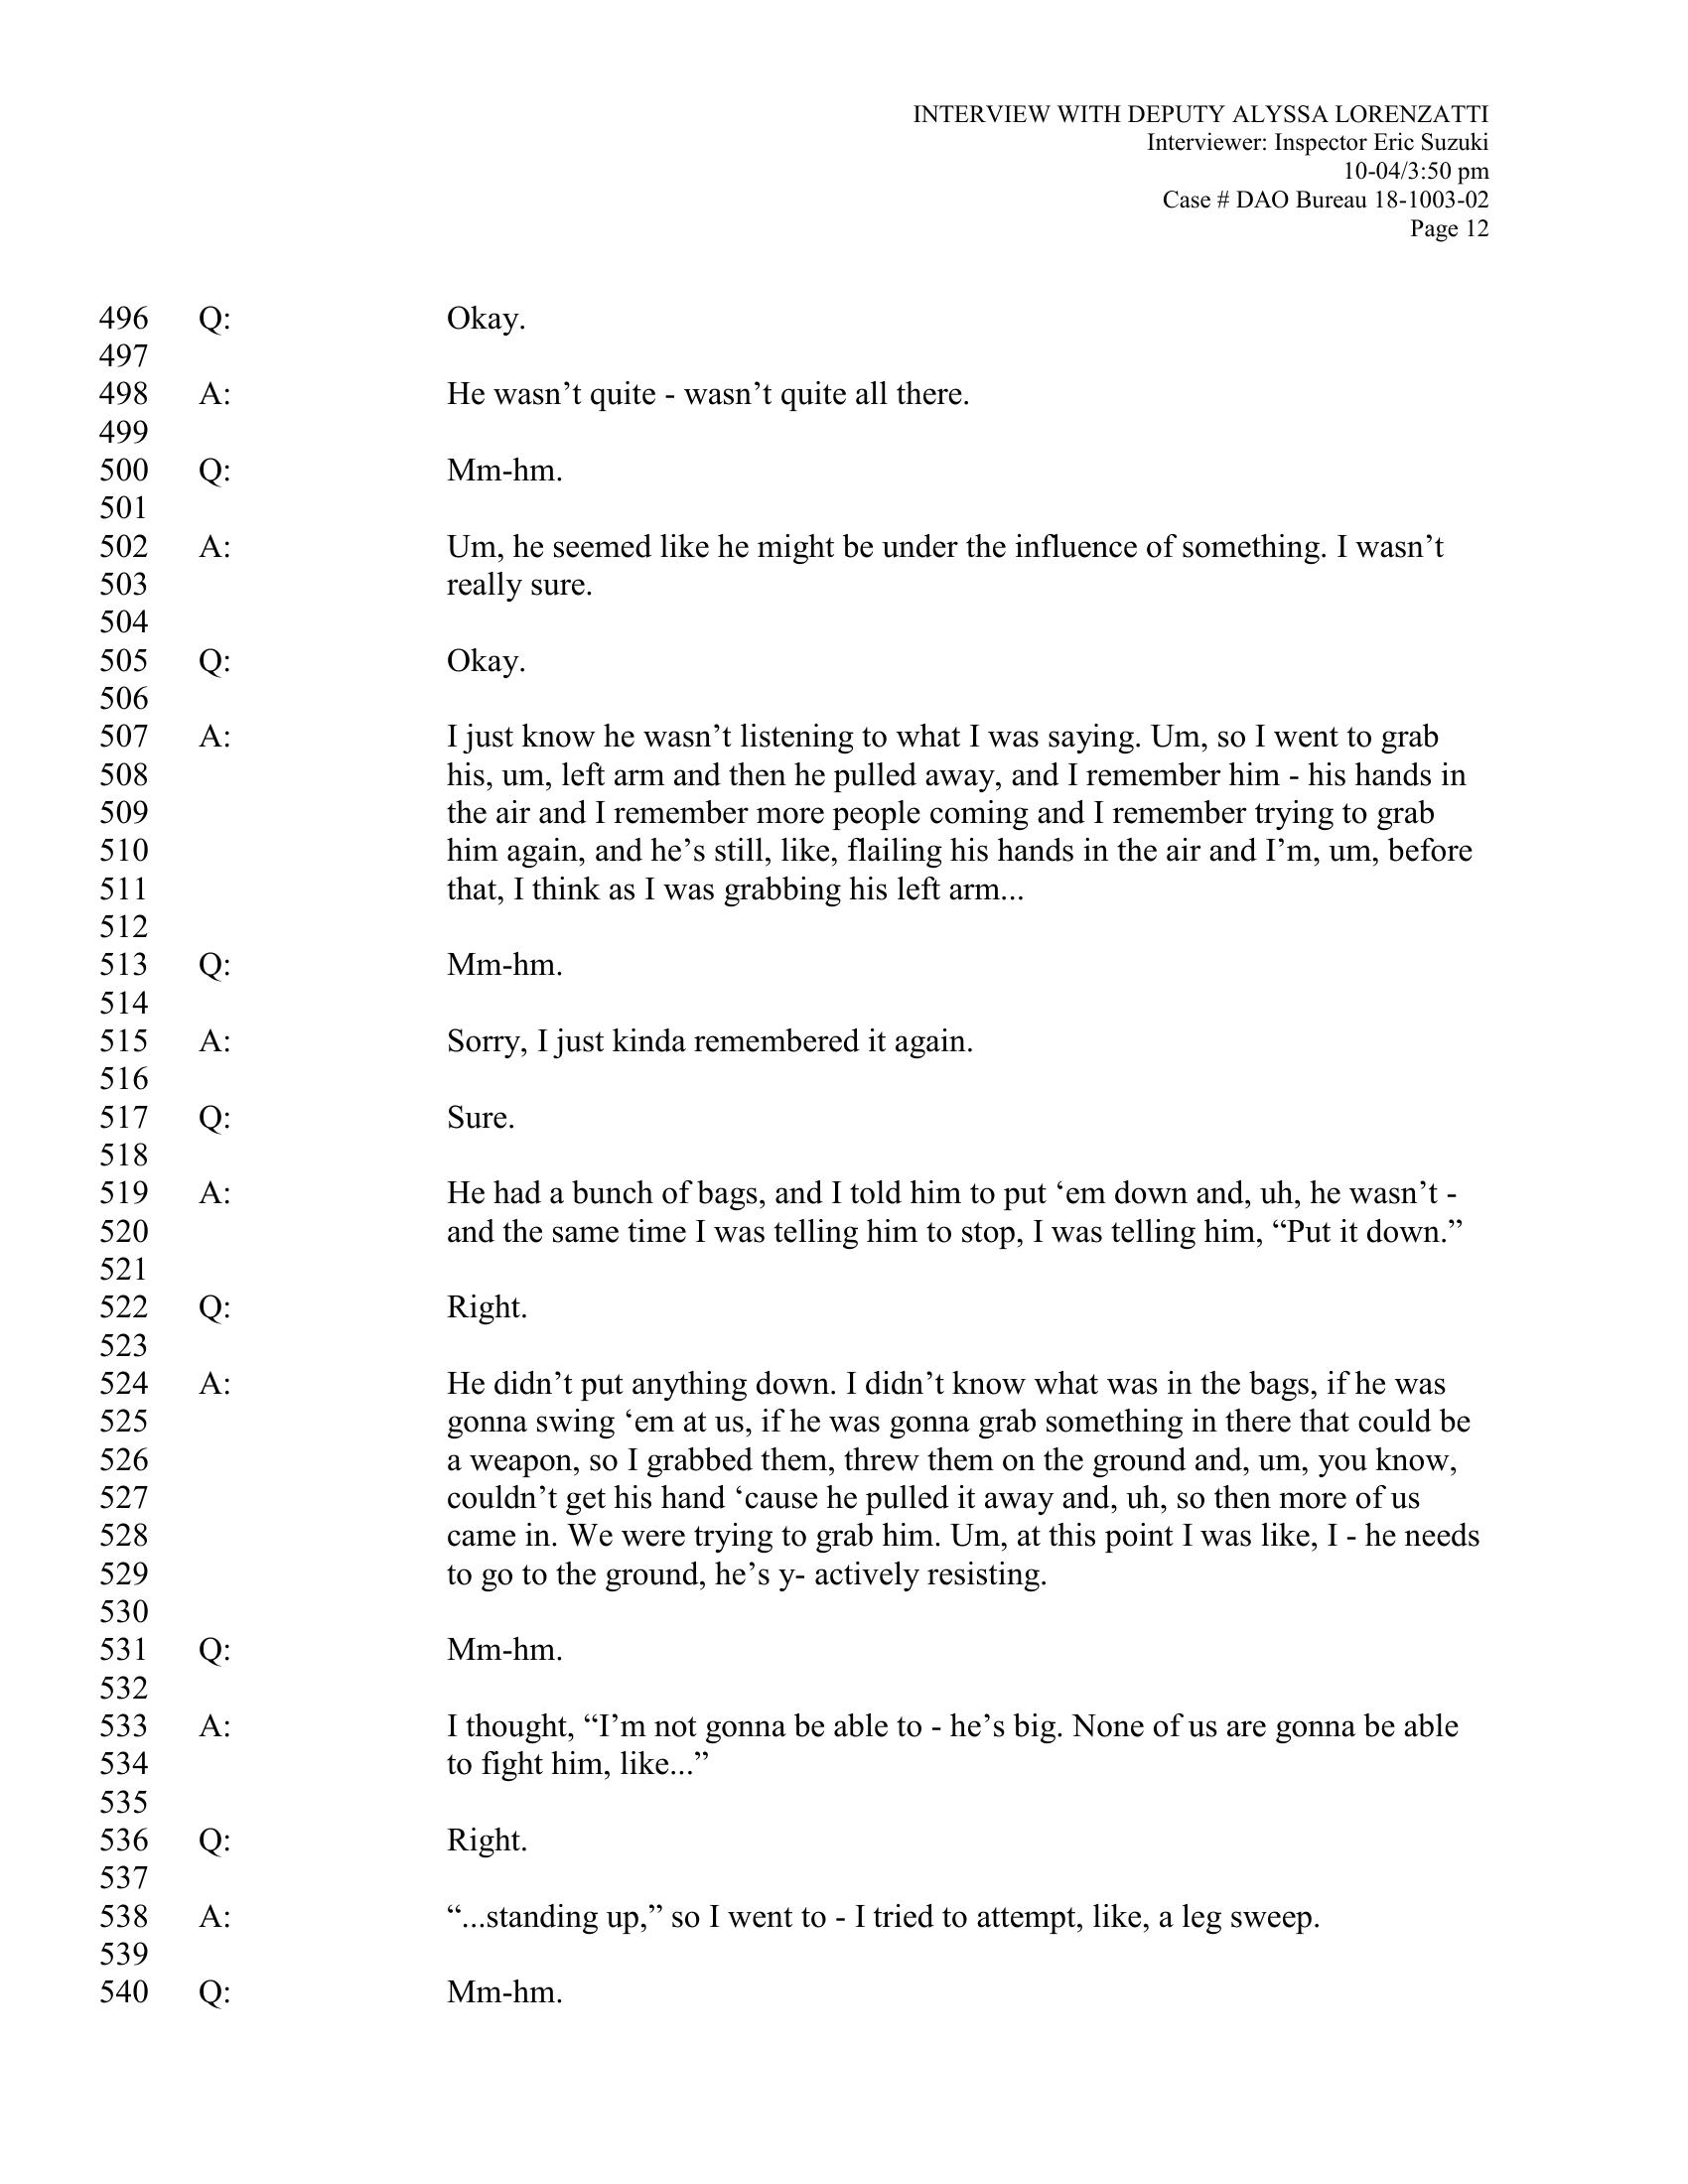 INTERVIEW WITH DEPUTY ALYSSA LORENZATTI
Interviewer: Inspector Eric Suzuki
10-04/3:50 pm
Case # DAO Bureau 18-1003-02
Page 12
496 Q: Okay.
497
498 A: He wasn’t quite - wasn’t quite all there.
499
500 Q: Mm-hm.
501
502 A: Um, he seemed like he might be under the influence of something. I wasn’t
503 really sure.
504
505 Q: Okay.
506
507 A: I just know he wasn’t listening to what I was saying. Um, so I went to grab
508 his, um, left arm and then he pulled away, and I remember him - his hands in
509 the air and I remember more people coming and I remember trying to grab
510 him again, and he’s still, like, flailing his hands in the air and I’m, um, before
511 that, I think as I was grabbing his left arm...
512
513 Q: Mm-hm.
514
515 A: Sorry, I just kinda remembered it again.
516
517 Q: Sure.
518
519 A: He had a bunch of bags, and I told him to put ‘em down and, uh, he wasn’t -
520 and the same time I was telling him to stop, I was telling him, “Put it down.”
521
522 Q: Right.
523
524 A: He didn’t put anything down. I didn’t know what was in the bags, if he was
525 gonna swing ‘em at us, if he was gonna grab something in there that could be
526 a weapon, so I grabbed them, threw them on the ground and, um, you know,
527 couldn’t get his hand ‘cause he pulled it away and, uh, so then more of us
528 came in. We were trying to grab him. Um, at this point I was like, I - he needs
529 to go to the ground, he’s y- actively resisting.
530
531 Q: Mm-hm.
532
533 A: I thought, “I’m not gonna be able to - he’s big. None of us are gonna be able
534 to fight him, like...”
535
536 Q: Right.
537
538 A: “...standing up,” so I went to - I tried to attempt, like, a leg sweep.
539
540 Q: Mm-hm.